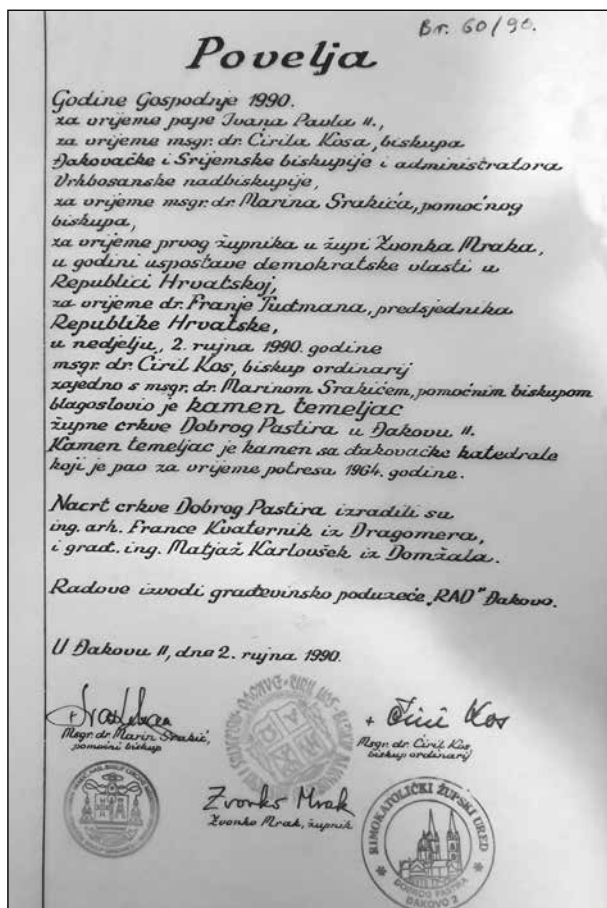 Br. 60/90.
Povelja
Godine Gospodnje 1990.
za vrijeme pape Ivana Pavla II.,
za vrijeme msgr. dr. Ćirila Kosa, biskupa
Đakovačke i Srijemske biskupije i administratora
Vrhbosanske nadbiskupije,
za vrijeme msgr. dr. Marina Srakića, pomoćnog
biskupa,
za vrijeme prvog župnika u župi Zvonka Mraka,
u godini uspostave demokratske vlasti u
Republici Hrvatskoj,
za vrijeme dr. Franje Tuđmana, predsjednika
Republike Hrvatske,
u nedjelju, 2. rujna 1990. godine
msgr. dr. Ćiril Kos, biskup ordinarij
zajedno s msgr. dr. Marinom Srakićem, pomoćnim biskupom
blagoslovio je kamen temeljac
župne crkve Dobrog Pastira u Đakovu II.
Kamen temeljac je kamen sa đakovačke katedrale
koji je pao za vrijeme potresa 1964. godine.
Nacrt crkve Dobrog Pastira izradili su
ing. arh. France Kvaternik iz Dragomera,
i građ. ing. Matjaž Karlovšek iz Domžala.
Radove izvodi građevinsko poduzeće "RAD" Đakovo.
U Đakovu II, dne 2. rujna 1990.
Msgr. dr. Marin Srakić,
pomoćni biskup
+ Ćiril Kos
Msgr. dr. Ćiril Kos,
biskup ordinarij
Zvonko Mrak
Zvonko Mrak, župnik
RIMOKATOLIČKI ŽUPSKI URED
DOBROG PASTIRA
ĐAKOVO 2